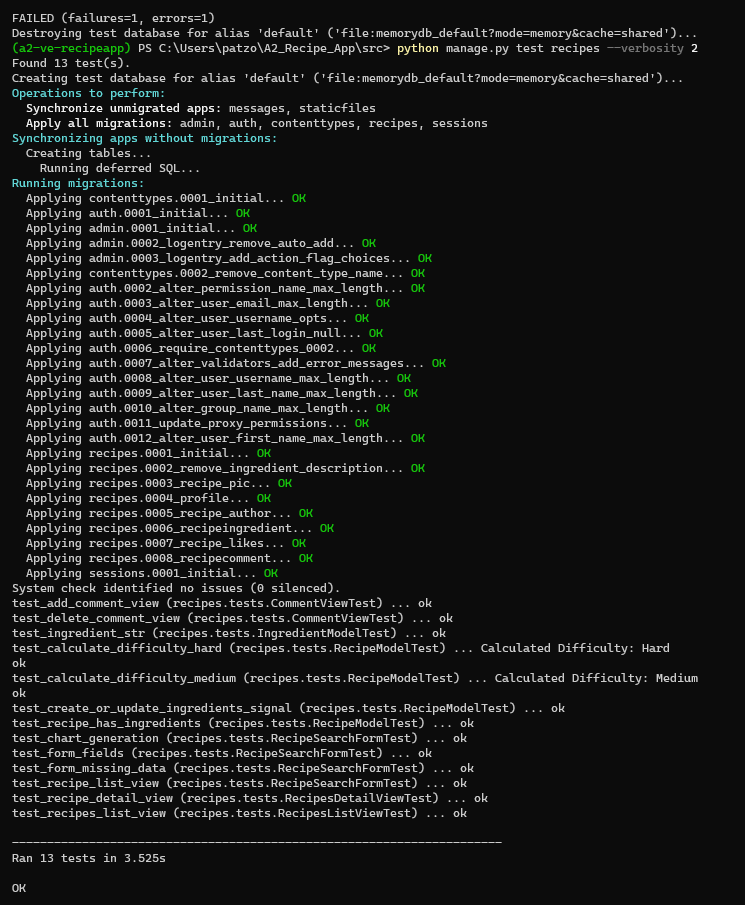 FAILED (failures=1, errors=1)
Destroying test database for alias 'default' ('file:memorydb_default?mode=memory&cache=shared')...
(a2-ve-recipeapp) PS C:\Users\patzo\A2_Recipe_App\src> python manage.py test recipes --verbosity 2
Found 13 test(s).
Creating test database for alias 'default' ('file:memorydb_default?mode=memory&cache=shared')...
Operations to perform:
  Synchronize unmigrated apps: messages, staticfiles
  Apply all migrations: admin, auth, contenttypes, recipes, sessions
Synchronizing apps without migrations:
  Creating tables...
    Running deferred SQL...
Running migrations:
  Applying contenttypes.0001_initial... OK
  Applying auth.0001_initial... OK
  Applying admin.0001_initial... OK
  Applying admin.0002_logentry_remove_auto_add... OK
  Applying admin.0003_logentry_add_action_flag_choices... OK
  Applying contenttypes.0002_remove_content_type_name... OK
  Applying auth.0002_alter_permission_name_max_length... OK
  Applying auth.0003_alter_user_email_max_length... OK
  Applying auth.0004_alter_user_username_opts... OK
  Applying auth.0005_alter_user_last_login_null... OK
  Applying auth.0006_require_contenttypes_0002... OK
  Applying auth.0007_alter_validators_add_error_messages... OK
  Applying auth.0008_alter_user_username_max_length... OK
  Applying auth.0009_alter_user_last_name_max_length... OK
  Applying auth.0010_alter_group_name_max_length... OK
  Applying auth.0011_update_proxy_permissions... OK
  Applying auth.0012_alter_user_first_name_max_length... OK
  Applying recipes.0001_initial... OK
  Applying recipes.0002_remove_ingredient_description... OK
  Applying recipes.0003_recipe_pic... OK
  Applying recipes.0004_profile... OK
  Applying recipes.0005_recipe_author... OK
  Applying recipes.0006_recipeingredient... OK
  Applying recipes.0007_recipe_likes... OK
  Applying recipes.0008_recipecomment... OK
  Applying sessions.0001_initial... OK
System check identified no issues (0 silenced).
test_add_comment_view (recipes.tests.CommentViewTest) ... ok
test_delete_comment_view (recipes.tests.CommentViewTest) ... ok
test_ingredient_str (recipes.tests.IngredientModelTest) ... ok
test_calculate_difficulty_hard (recipes.tests.RecipeModelTest) ... Calculated Difficulty: Hard
ok
test_calculate_difficulty_medium (recipes.tests.RecipeModelTest) ... Calculated Difficulty: Medium
ok
test_create_or_update_ingredients_signal (recipes.tests.RecipeModelTest) ... ok
test_recipe_has_ingredients (recipes.tests.RecipeModelTest) ... ok
test_chart_generation (recipes.tests.RecipeSearchFormTest) ... ok
test_form_fields (recipes.tests.RecipeSearchFormTest) ... ok
test_form_missing_data (recipes.tests.RecipeSearchFormTest) ... ok
test_recipe_list_view (recipes.tests.RecipeSearchFormTest) ... ok
test_recipe_detail_view (recipes.tests.RecipesDetailViewTest) ... ok
test_recipes_list_view (recipes.tests.RecipesListViewTest) ... ok

----------------------------------------------------------------------
Ran 13 tests in 3.525s

OK